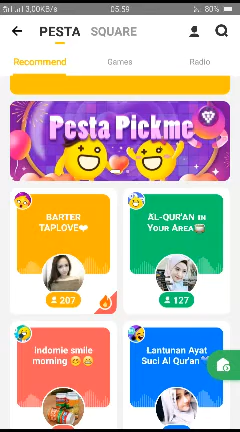 3,00KB/s
05.59
80%
PESTA SQUARE
Recommend Games Radio
Pesta Pickme
BARTER
TAPLOVE❤
207
AL-QUR'AN IN
YOUR AREA
127
Indomie smile
morning 😊😄
Lantunan Ayat
Suci Al Qur'an